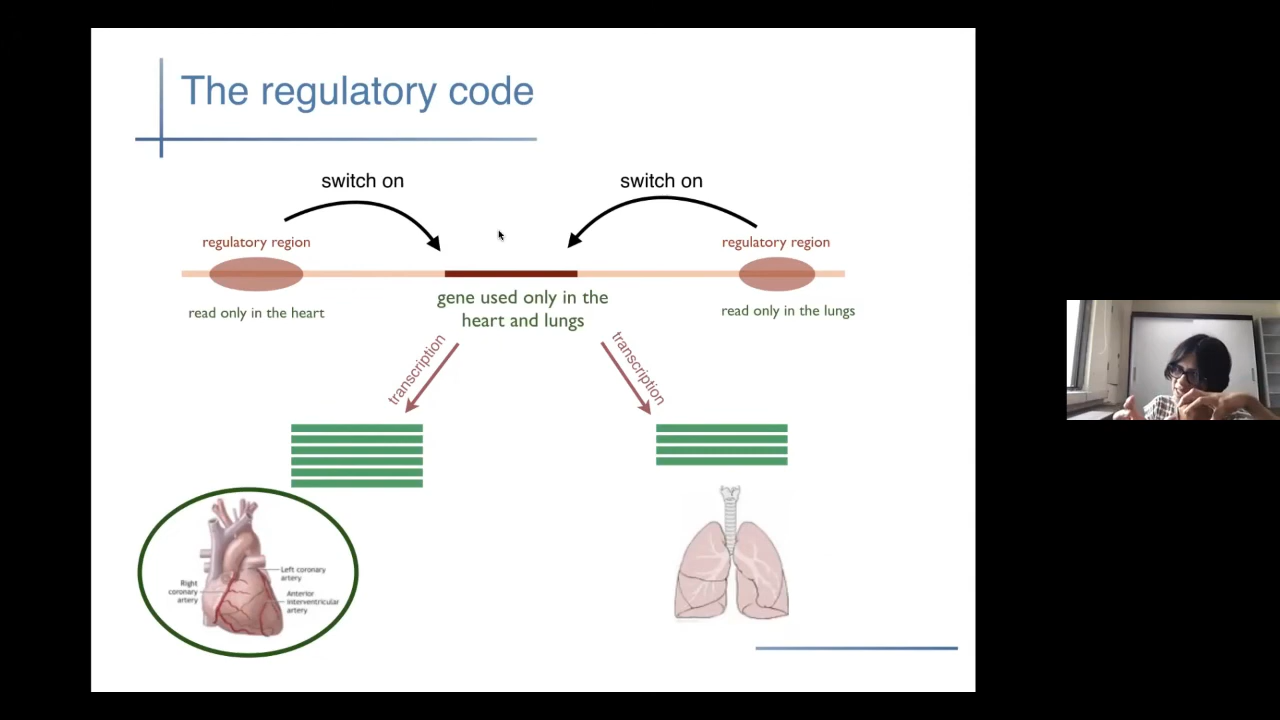 The regulatory code
switch on
switch on
regulatory region
regulatory region
read only in the heart
gene used only in the
heart and lungs
read only in the lungs
transcription
transcription
Left coronary
artery
Right
coronary
artery
Anterior
interventricular
artery